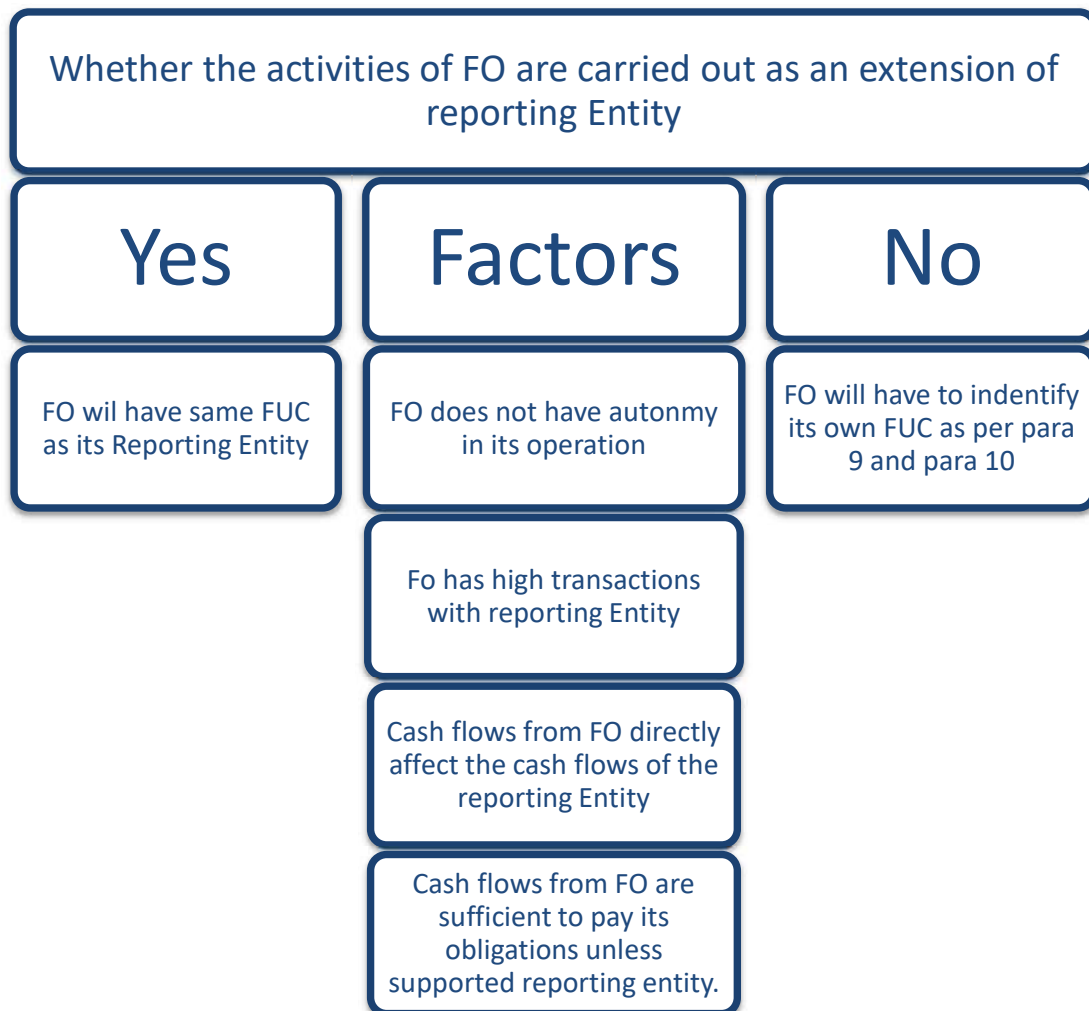 Whether the activities of FO are carried out as an extension of
reporting Entity
Yes
Factors
No
FO wil have same FUC
as its Reporting Entity
FO does not have autonmy
in its operation
FO will have to indentify
its own FUC as per para
9 and para 10
Fo has high transactions
with reporting Entity
Cash flows from FO directly
affect the cash flows of the
reporting Entity
Cash flows from FO are
sufficient to pay its
obligations unless
supported reporting entity.